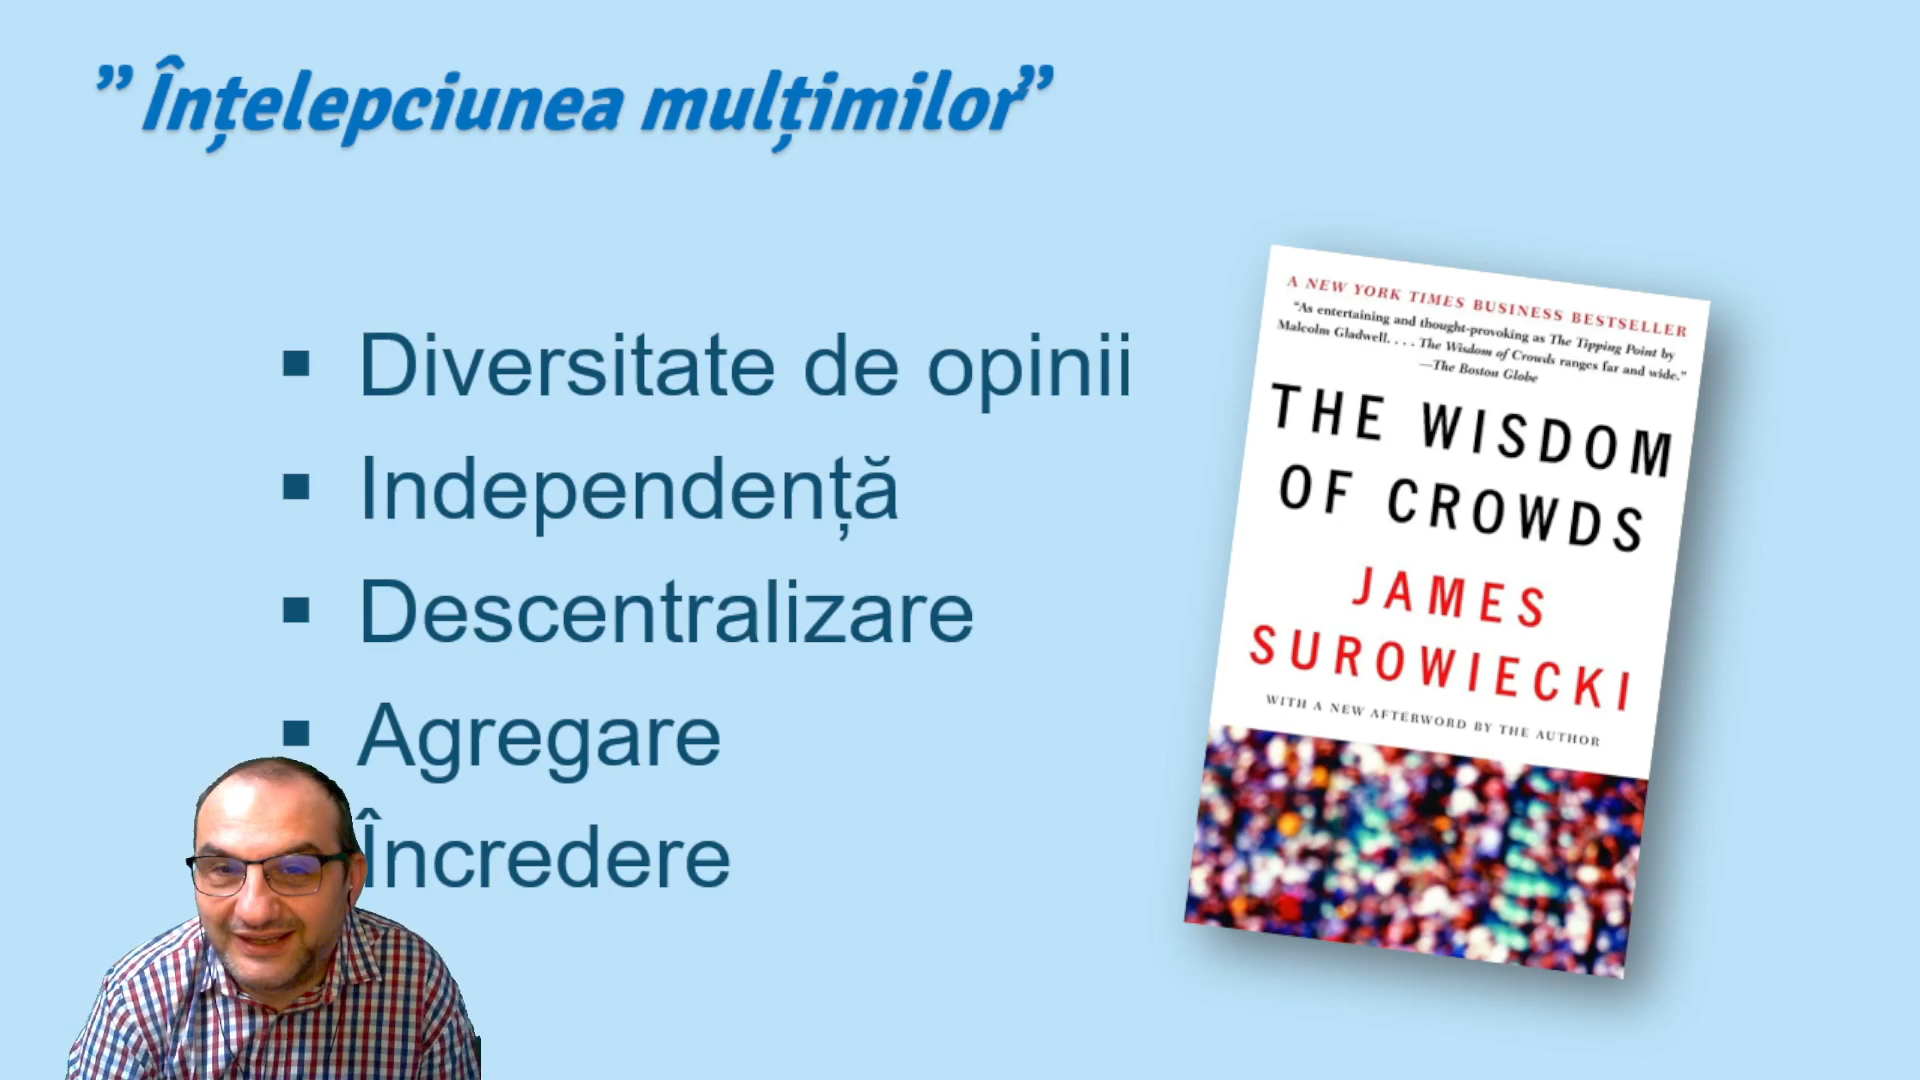 ” Înțelepciunea mulțimilor”
▪ Diversitate de opinii
▪ Independență
▪ Descentralizare
▪ Agregare
Încredere
A NEW YORK TIMES BUSINESS BESTSELLER
“As entertaining and thought-provoking as The Tipping Point by
Malcolm Gladwell. . . . The Wisdom of Crowds ranges far and wide.”
—The Boston Globe
THE WISDOM
OF CROWDS
JAMES
SUROWIECKI
WITH A NEW AFTERWORD BY THE AUTHOR